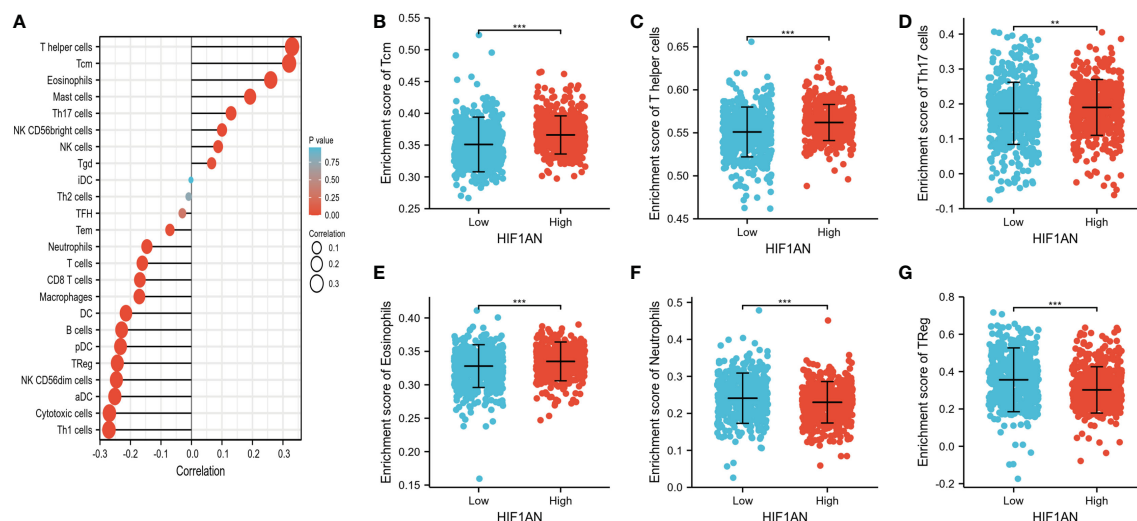 A
T helper cells
Tcm
Eosinophils
Mast cells
Th17 cells
NK CD56bright cells
NK cells
Tgd
iDC
Th2 cells
TFH
Tem
Neutrophils
T cells
CD8 T cells
Macrophages
DC
B cells
pDC
TReg
NK CD56dim cells
aDC
Cytotoxic cells
Th1 cells
-0.3 -0.2 -0.1 0.0 0.1 0.2 0.3
Correlation
P value
0.75
0.50
0.25
0.00
Correlation
0.1
0.2
0.3
B
***
Enrichment score of Tcm
0.55
0.50
0.45
0.40
0.35
0.30
0.25
Low High
HIF1AN
C
***
Enrichment score of T helper cells
0.65
0.60
0.55
0.50
0.45
Low High
HIF1AN
D
**
Enrichment score of Th17 cells
0.4
0.3
0.2
0.1
0.0
-0.1
Low High
HIF1AN
E
***
Enrichment score of Eosinophils
0.40
0.35
0.30
0.25
0.20
0.15
Low High
HIF1AN
F
***
Enrichment score of Neutrophils
0.5
0.4
0.3
0.2
0.1
0.0
Low High
HIF1AN
G
***
Enrichment score of TReg
0.8
0.6
0.4
0.2
0.0
-0.2
Low High
HIF1AN